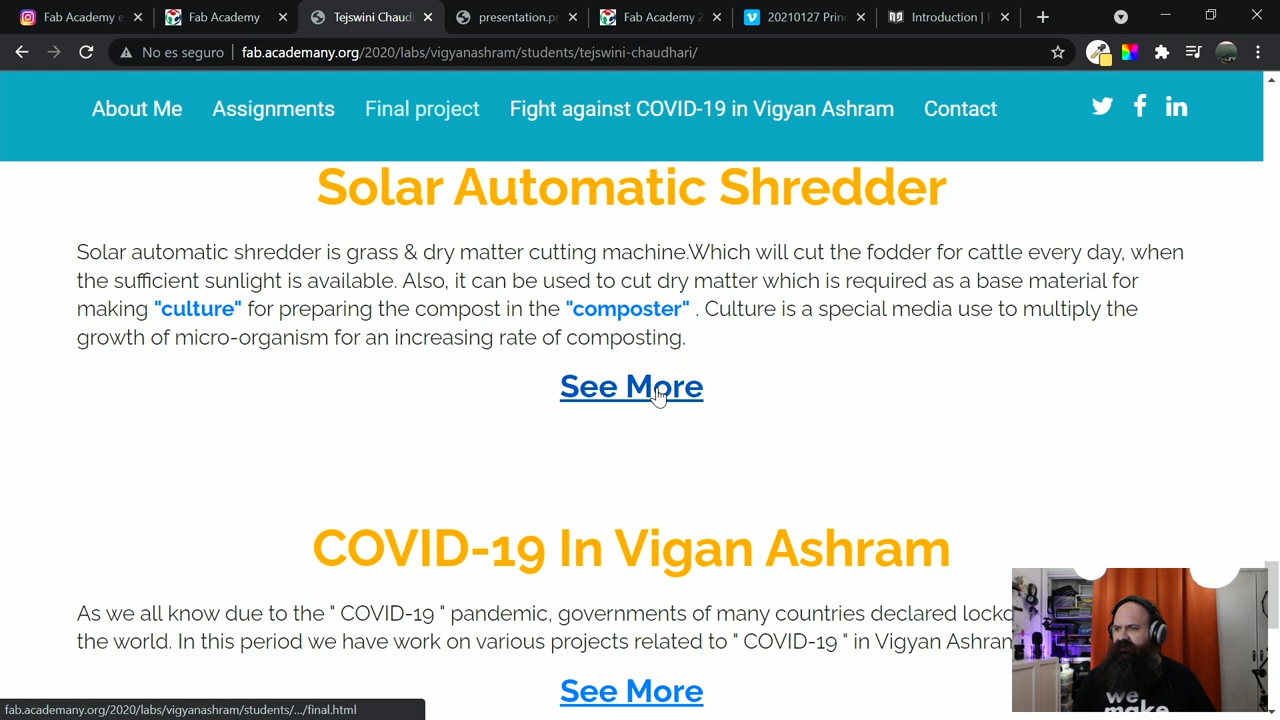 Fab Academy e
Fab Academy
Tejswini Chaudh
presentation.p
Fab Academy 2
20210127 Princ
Introduction | F
No es seguro
fab.academany.org/2020/labs/vigyanashram/students/tejswini-chaudhari/
About Me
Assignments
Final project
Fight against COVID-19 in Vigyan Ashram
Contact
Solar Automatic Shredder
Solar automatic shredder is grass & dry matter cutting machine.Which will cut the fodder for cattle every day, when
the sufficient sunlight is available. Also, it can be used to cut dry matter which is required as a base material for
making "culture" for preparing the compost in the "composter" . Culture is a special media use to multiply the
growth of micro-organism for an increasing rate of composting.
See More
COVID-19 In Vigan Ashram
As we all know due to the " COVID-19 " pandemic, governments of many countries declared lockd
the world. In this period we have work on various projects related to " COVID-19 " in Vigyan Ashram
See More
we
make
fab.academany.org/2020/labs/vigyanashram/students/.../final.html